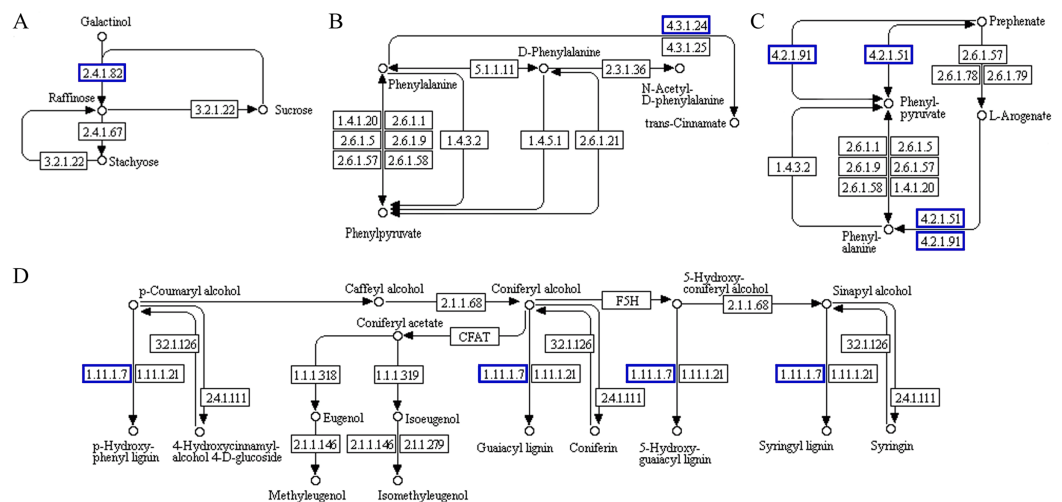 A
Galactinol
2.4.1.82
Raffinose
3.2.1.22
Sucrose
2.4.1.67
3.2.1.22
Stachyose
B
4.3.1.24
4.3.1.25
D-Phenylalanine
5.1.1.11
2.3.1.36
Phenylalanine
N-Acetyl-
D-phenylalanine
trans-Cinnamate
1.4.1.20
2.6.1.1
2.6.1.5
2.6.1.9
2.6.1.57
2.6.1.58
1.4.3.2
1.4.5.1
2.6.1.21
Phenylpyruvate
C
Prephenate
4.2.1.91
4.2.1.51
2.6.1.57
2.6.1.78
2.6.1.79
Phenyl-
pyruvate
L-Arogenate
1.4.3.2
2.6.1.1
2.6.1.5
2.6.1.9
2.6.1.57
2.6.1.58
1.4.1.20
4.2.1.51
4.2.1.91
Phenyl-
alanine
D
p-Coumaryl alcohol
Caffeyl alcohol
2.1.1.68
Coniferyl alcohol
F5H
5-Hydroxy-
coniferyl alcohol
2.1.1.68
Sinapyl alcohol
Coniferyl acetate
CFAT
3.2.1.126
3.2.1.126
3.2.1.126
1.11.1.7
1.11.1.21
1.1.1.318
1.1.1.319
1.11.1.7
1.11.1.21
1.11.1.7
1.11.1.21
1.11.1.7
1.11.1.21
2.4.1.111
2.4.1.111
2.4.1.111
Eugenol
Isoeugenol
p-Hydroxy-
phenyl lignin
4-Hydroxycinnamyl-
alcohol 4-D-glucoside
2.1.1.146
2.1.1.146
2.1.1.279
Guaiacyl lignin
Coniferin
5-Hydroxy-
guaiacyl lignin
Syringyl lignin
Syringin
Methyleugenol
Isomethyleugenol